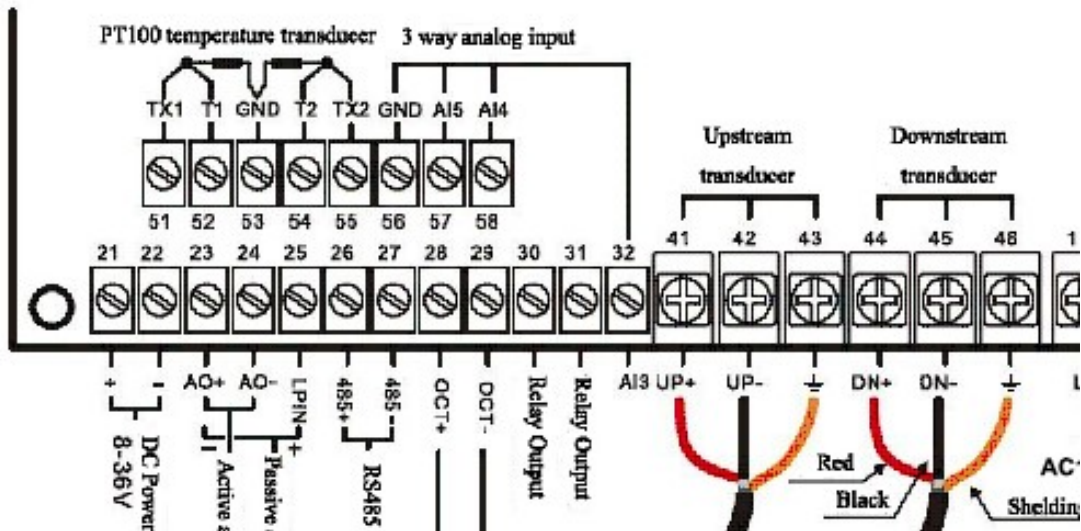 PT100 temperature transducer
3 way analog input
TX1 T1 GND T2 TX2 GND AI5 AI4
Upstream
transducer
Downstream
transducer
51 52 53 54 55 56 57 58
21 22 23 24 25 26 27 28 29 30 31 32
41 42 43 44 45 46
1
+ - AO+ AO- LPIN+ 485+ 485- OCT+ OCT- Relay Output Relay Output AI3 UP+ UP- DN+ DN-
- +
8-36V
DC Power
Active
Passive
RS485
Red
Black
AC
Sheldin